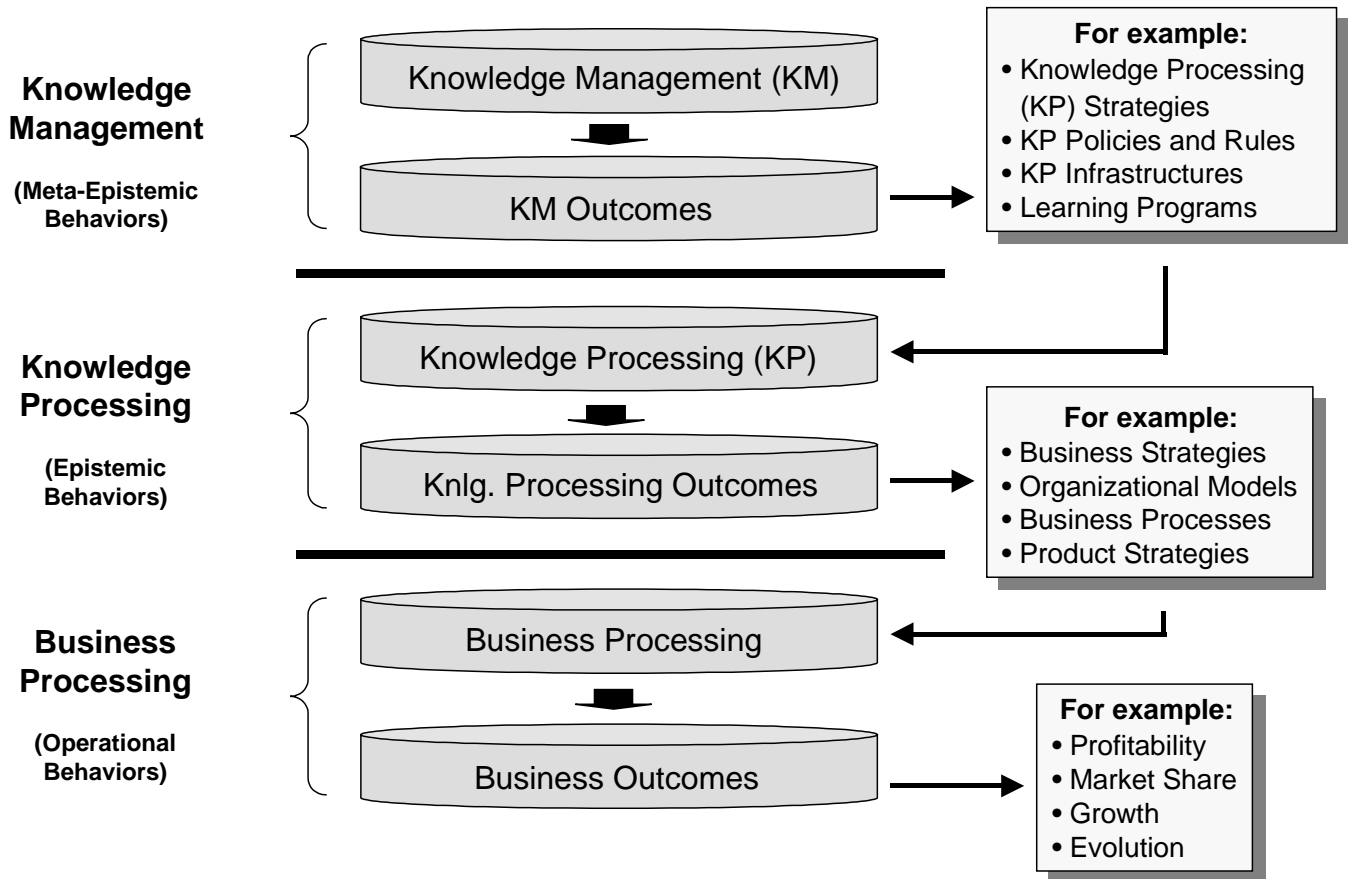 Knowledge
Management
(Meta-Epistemic
Behaviors)
Knowledge Management (KM)
KM Outcomes
For example:
• Knowledge Processing
(KP) Strategies
• KP Policies and Rules
• KP Infrastructures
• Learning Programs
Knowledge
Processing
(Epistemic
Behaviors)
Knowledge Processing (KP)
Knlg. Processing Outcomes
For example:
• Business Strategies
• Organizational Models
• Business Processes
• Product Strategies
Business
Processing
(Operational
Behaviors)
Business Processing
Business Outcomes
For example:
• Profitability
• Market Share
• Growth
• Evolution